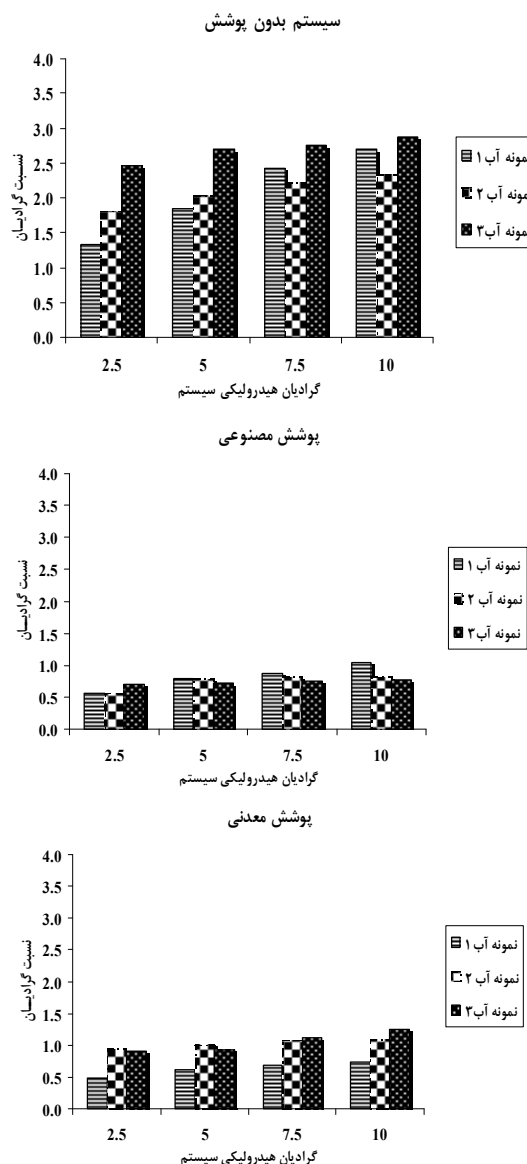 سیستم بدون پوشش
4.0
3.5
3.0
2.5
2.0
1.5
1.0
0.5
0.0
نسبت گرادیان
2.5 5 7.5 10
گرادیان هیدرولیکی سیستم
نمونه آب ۱
نمونه آب ۲
نمونه آب ۳
پوشش مصنوعی
4.0
3.5
3.0
2.5
2.0
1.5
1.0
0.5
0.0
نسبت گرادیان
2.5 5 7.5 10
گرادیان هیدرولیکی سیستم
نمونه آب ۱
نمونه آب ۲
نمونه آب ۳
پوشش معدنی
4.0
3.5
3.0
2.5
2.0
1.5
1.0
0.5
0.0
نسبت گرادیان
2.5 5 7.5 10
گرادیان هیدرولیکی سیستم
نمونه آب ۱
نمونه آب ۲
نمونه آب ۳